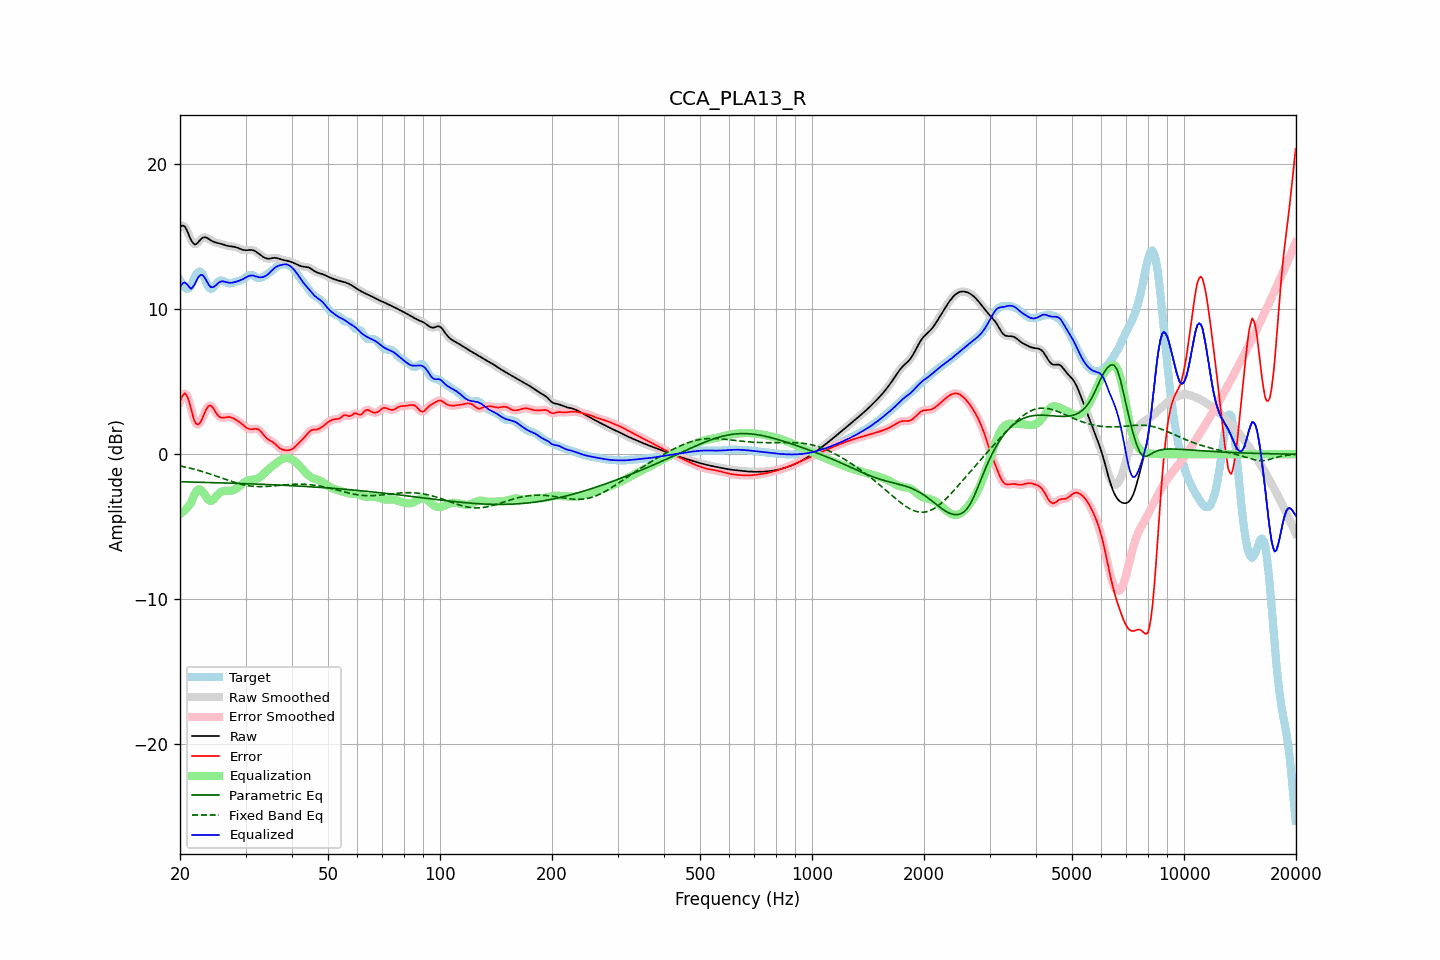 CCA_PLA13_R
Amplitude (dBr)
20
10
0
−10
−20
Target
Raw Smoothed
Error Smoothed
Raw
Error
Equalization
Parametric Eq
Fixed Band Eq
Equalized
20 50 100 200 500 1000 2000 5000 10000 20000
Frequency (Hz)